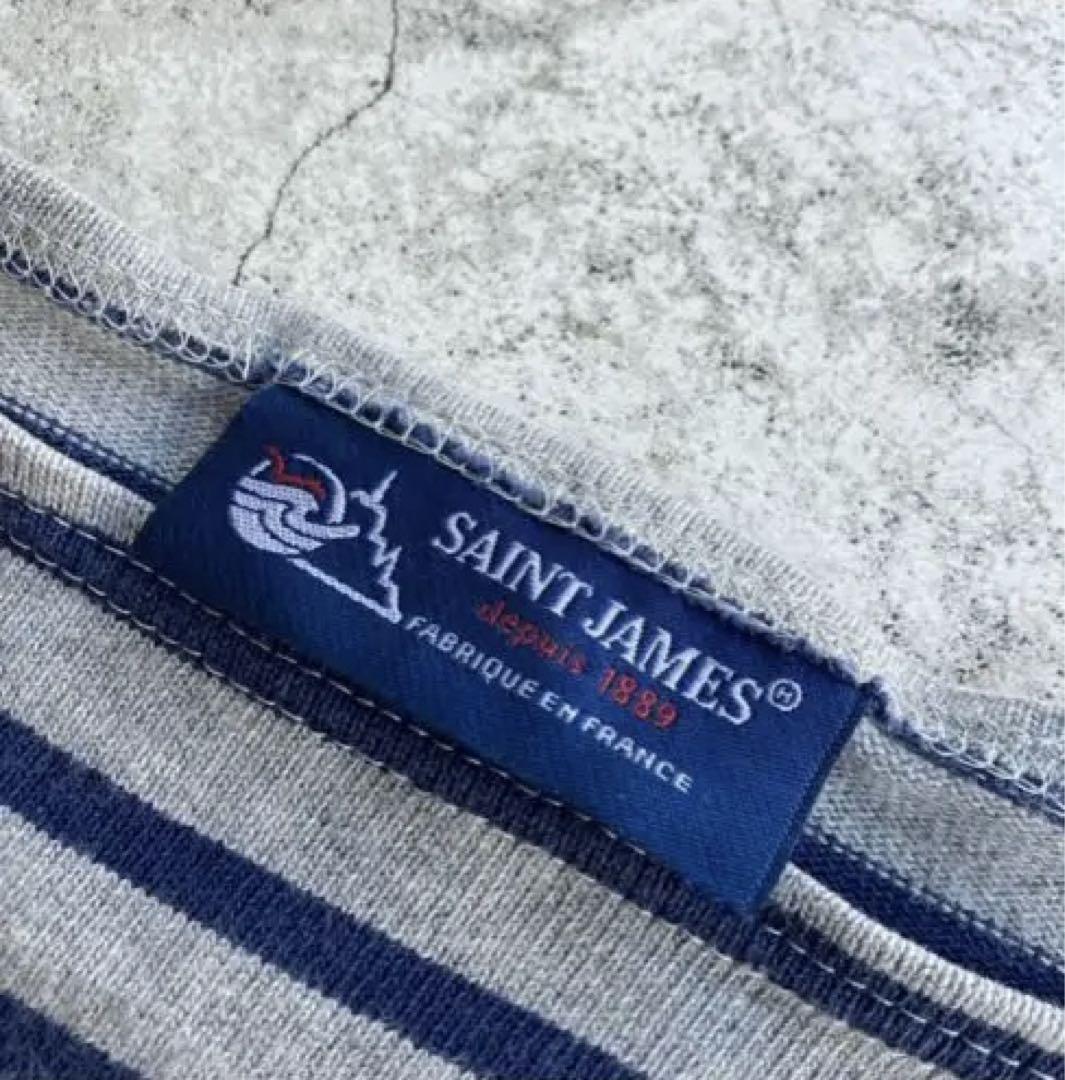 SAINT JAMES®
depuis 1889
FABRIQUE EN FRANCE